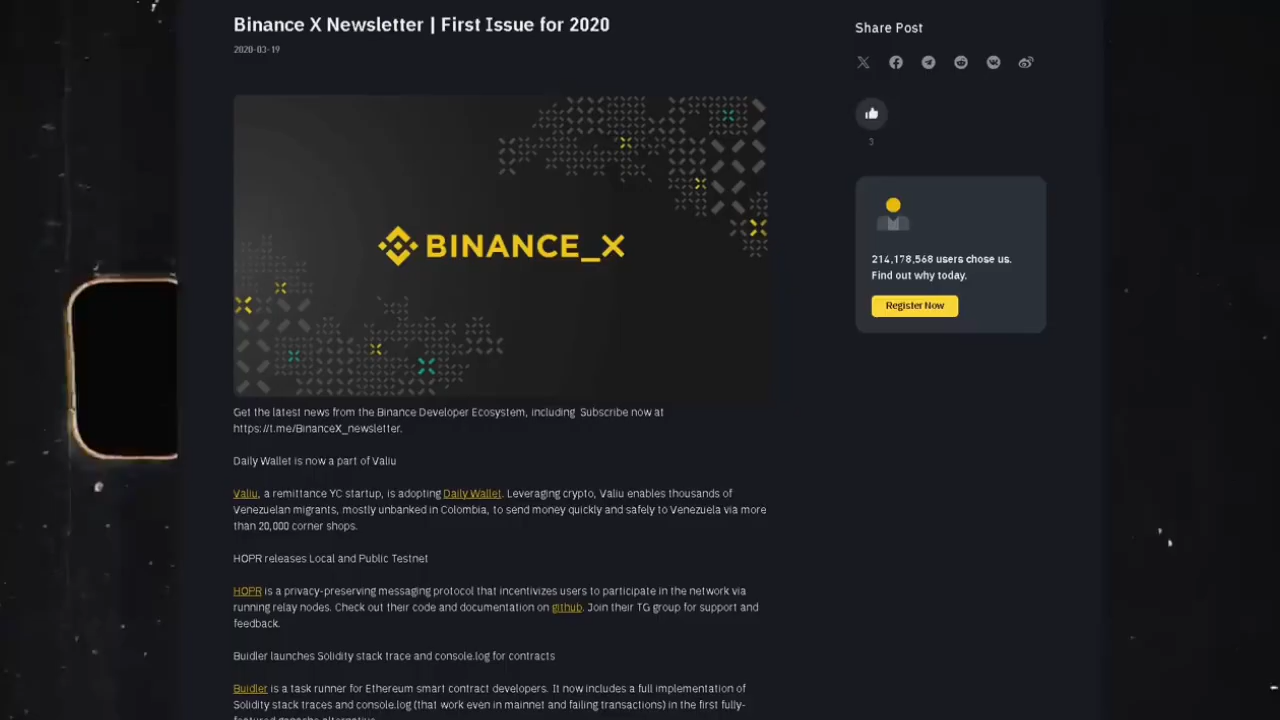 Binance X Newsletter | First Issue for 2020
2020-03-19
BINANCE_X
Get the latest news from the Binance Developer Ecosystem, including  Subscribe now at
https://t.me/BinanceX_newsletter.
Daily Wallet is now a part of Valiu
Valiu, a remittance YC startup, is adopting Daily Wallet. Leveraging crypto, Valiu enables thousands of
Venezuelan migrants, mostly unbanked in Colombia, to send money quickly and safely to Venezuela via more
than 20,000 corner shops.
HOPR releases Local and Public Testnet
HOPR is a privacy-preserving messaging protocol that incentivizes users to participate in the network via
running relay nodes. Check out their code and documentation on github. Join their TG group for support and
feedback.
Buidler launches Solidity stack trace and console.log for contracts
Buidler is a task runner for Ethereum smart contract developers. It now includes a full implementation of
Solidity stack traces and console.log (that work even in mainnet and failing transactions) in the first fully-
featured ganache alternative.
Share Post
3
214,178,568 users chose us.
Find out why today.
Register Now